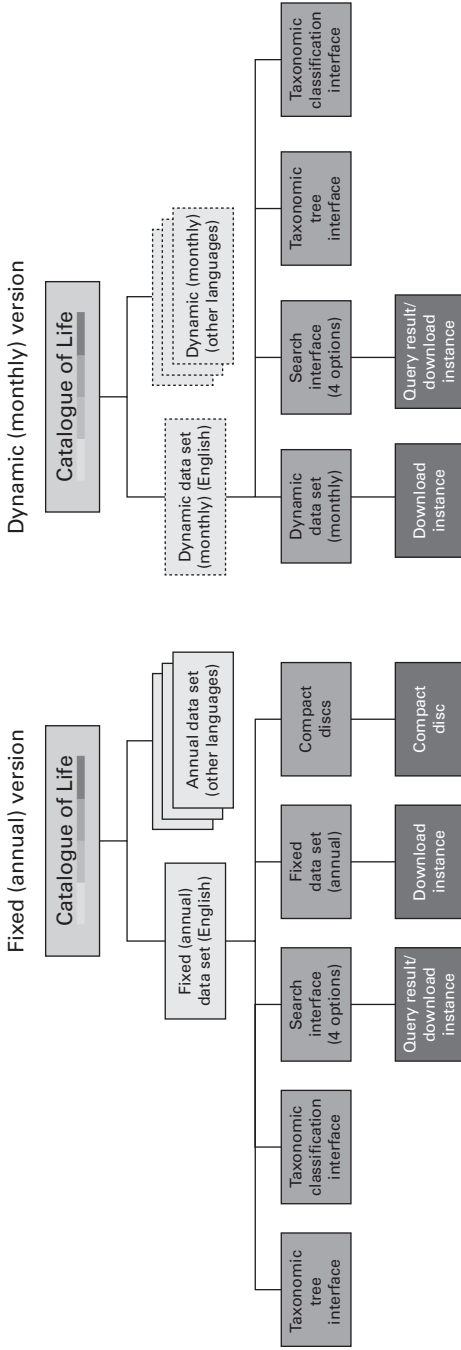 Fixed (annual) version
Catalogue of Life
Fixed (annual)
data set (English)
Annual data set
(other languages)
Taxonomic
tree
interface
Taxonomic
classification
interface
Search
interface
(4 options)
Fixed
data set
(annual)
Compact
discs
Query result/
download
instance
Download
instance
Compact
disc
Dynamic (monthly) version
Catalogue of Life
Dynamic data set
(monthly) (English)
Dynamic (monthly)
(other languages)
Dynamic
data set
(monthly)
Search
interface
(4 options)
Taxonomic
tree
interface
Taxonomic
classification
interface
Download
instance
Query result/
download
instance